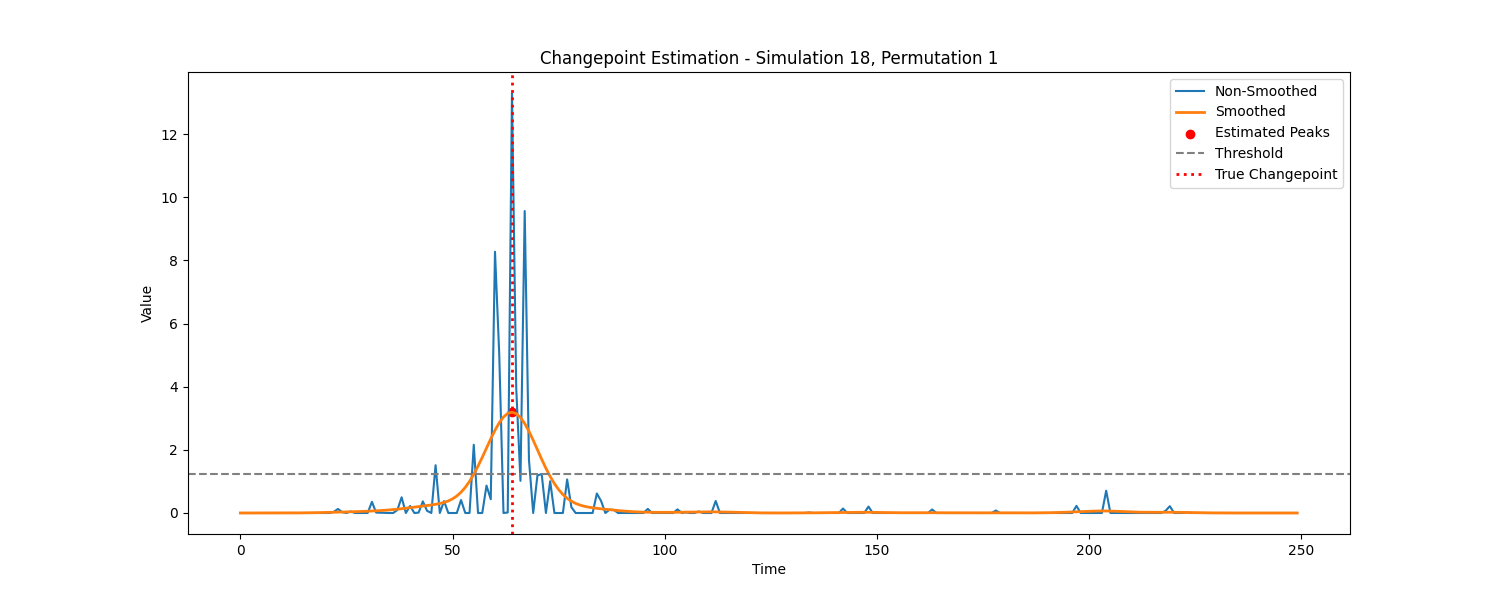 Changepoint Estimation - Simulation 18, Permutation 1
Non-Smoothed
Smoothed
Estimated Peaks
Threshold
True Changepoint
Value
12
10
8
6
4
2
0
0
50
100
150
200
250
Time